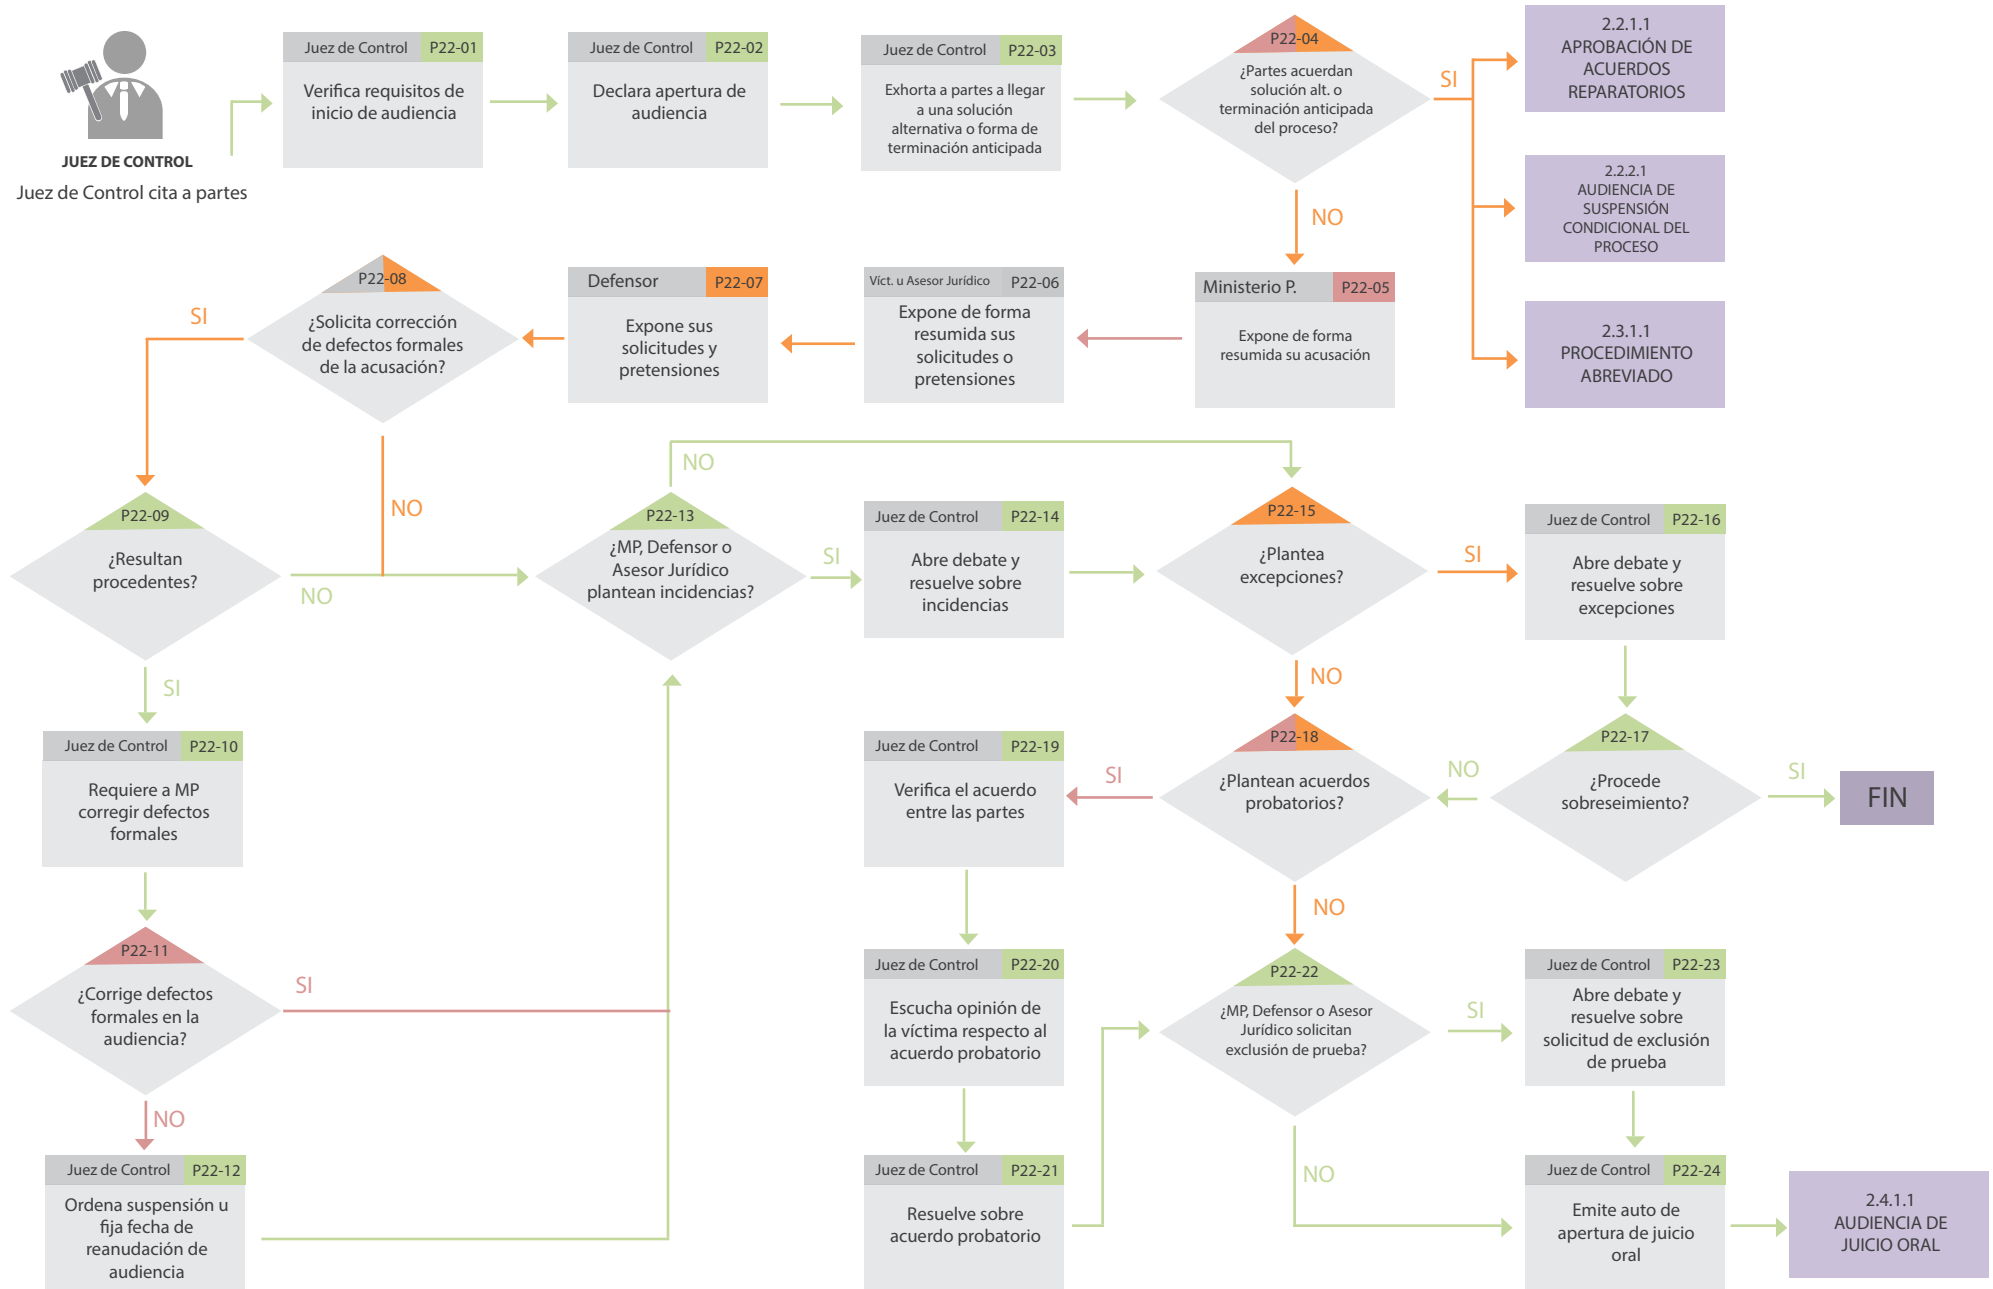 JUEZ DE CONTROL
Juez de Control cita a partes
Juez de Control P22-01
Verifica requisitos de
inicio de audiencia
Juez de Control P22-02
Declara apertura de
audiencia
Juez de Control P22-03
Exhorta a partes a llegar
a una solución
alternativa o forma de
terminación anticipada
P22-04
¿Partes acuerdan
solución alt. o
terminación anticipada
del proceso?
SI
NO
2.2.1.1
APROBACIÓN DE
ACUERDOS
REPARATORIOS
2.2.2.1
AUDIENCIA DE
SUSPENSIÓN
CONDICIONAL DEL
PROCESO
2.3.1.1
PROCEDIMIENTO
ABREVIADO
Ministerio P. P22-05
Expone de forma
resumida su acusación
Víct. u Asesor Jurídico P22-06
Expone de forma
resumida sus
solicitudes o
pretensiones
Defensor P22-07
Expone sus
solicitudes y
pretensiones
P22-08
¿Solicita corrección
de defectos formales
de la acusación?
SI
NO
P22-09
¿Resultan
procedentes?
NO
SI
Juez de Control P22-10
Requiere a MP
corregir defectos
formales
P22-11
¿Corrige defectos
formales en la
audiencia?
SI
NO
Juez de Control P22-12
Ordena suspensión u
fija fecha de
reanudación de
audiencia
P22-13
¿MP, Defensor o
Asesor Jurídico
plantean incidencias?
NO
SI
Juez de Control P22-14
Abre debate y
resuelve sobre
incidencias
P22-15
¿Plantea
excepciones?
SI
NO
Juez de Control P22-16
Abre debate y
resuelve sobre
excepciones
P22-17
¿Procede
sobreseimiento?
NO
SI
FIN
P22-18
¿Plantean acuerdos
probatorios?
SI
NO
Juez de Control P22-19
Verifica el acuerdo
entre las partes
Juez de Control P22-20
Escucha opinión de
la víctima respecto al
acuerdo probatorio
Juez de Control P22-21
Resuelve sobre
acuerdo probatorio
P22-22
¿MP, Defensor o Asesor
Jurídico solicitan
exclusión de prueba?
SI
NO
Juez de Control P22-23
Abre debate y
resuelve sobre
solicitud de exclusión
de prueba
Juez de Control P22-24
Emite auto de
apertura de juicio
oral
2.4.1.1
AUDIENCIA DE
JUICIO ORAL